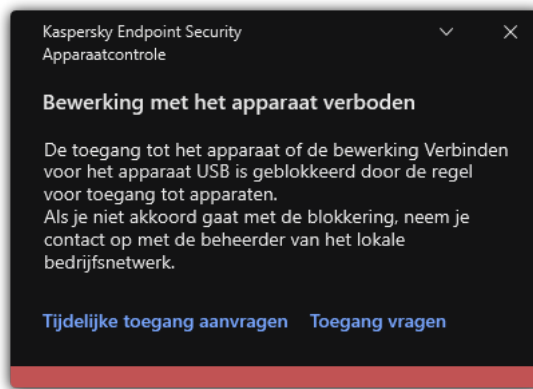 Kaspersky Endpoint Security
Apparaatcontrole
Bewerking met het apparaat verboden
De toegang tot het apparaat of de bewerking Verbinden
voor het apparaat USB is geblokkeerd door de regel
voor toegang tot apparaten.
Als je niet akkoord gaat met de blokkering, neem je
contact op met de beheerder van het lokale
bedrijfsnetwerk.
Tijdelijke toegang aanvragen Toegang vragen